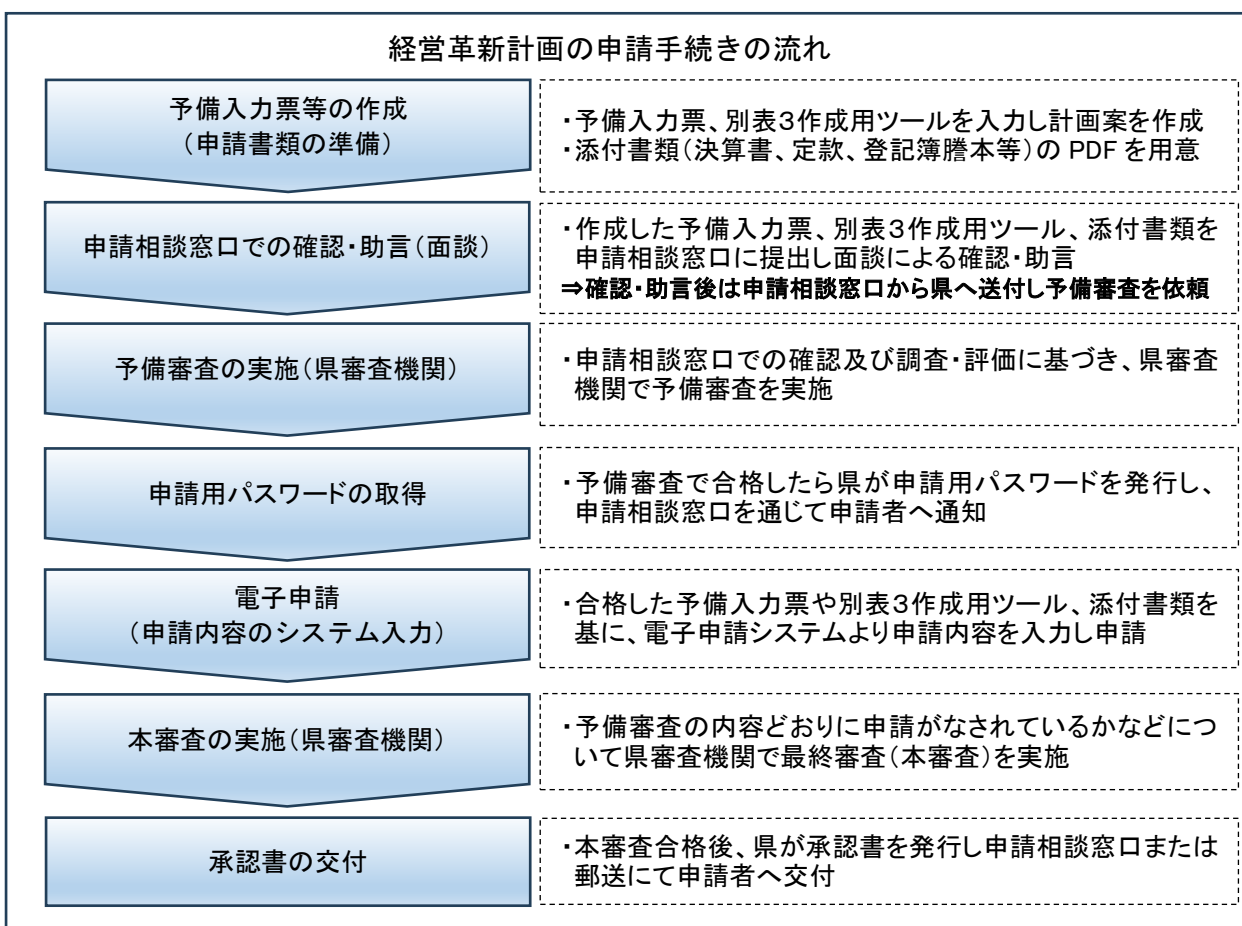 経営革新計画の申請手続きの流れ
予備入力票等の作成
（申請書類の準備）
・予備入力票、別表３作成用ツールを入力し計画案を作成
・添付書類（決算書、定款、登記簿謄本等）の PDF を用意
申請相談窓口での確認・助言（面談）
・作成した予備入力票、別表３作成用ツール、添付書類を
申請相談窓口に提出し面談による確認・助言
⇒確認・助言後は申請相談窓口から県へ送付し予備審査を依頼
予備審査の実施（県審査機関）
・申請相談窓口での確認及び調査・評価に基づき、県審査
機関で予備審査を実施
申請用パスワードの取得
・予備審査で合格したら県が申請用パスワードを発行し、
申請相談窓口を通じて申請者へ通知
電子申請
（申請内容のシステム入力）
・合格した予備入力票や別表３作成用ツール、添付書類を
基に、電子申請システムより申請内容を入力し申請
本審査の実施（県審査機関）
・予備審査の内容どおりに申請がなされているかなどにつ
いて県審査機関で最終審査（本審査）を実施
承認書の交付
・本審査合格後、県が承認書を発行し申請相談窓口または
郵送にて申請者へ交付